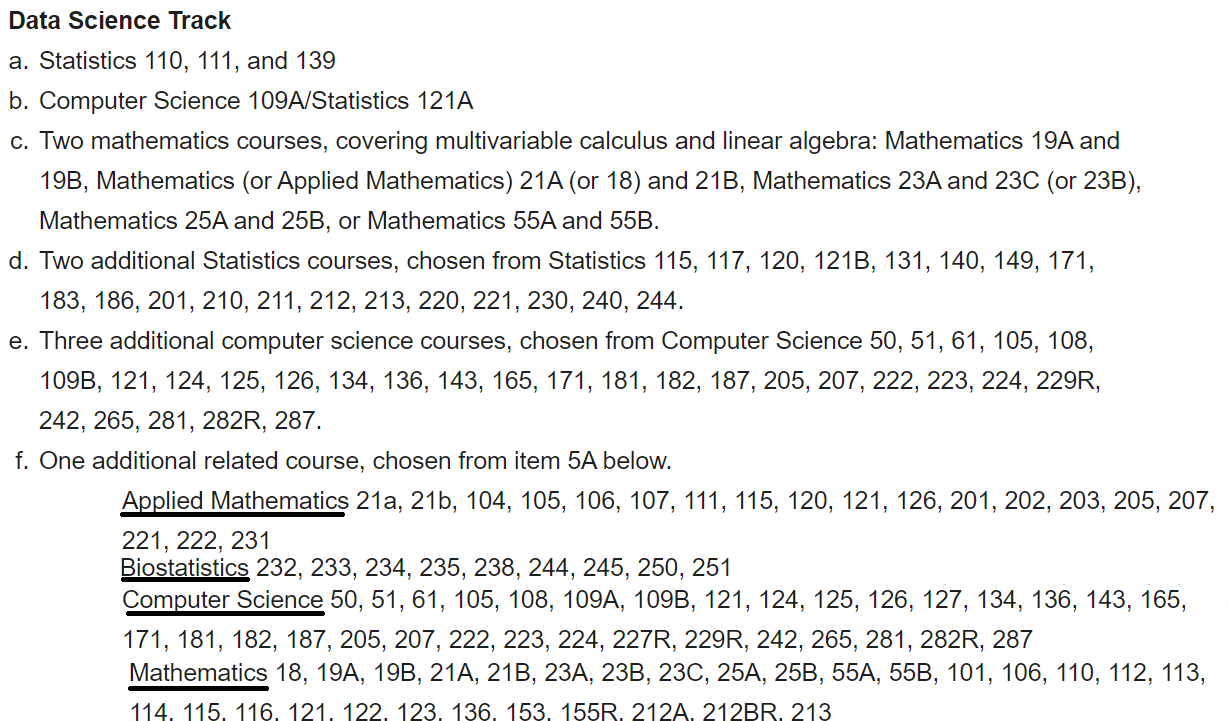 Data Science Track
a. Statistics 110, 111, and 139
b. Computer Science 109A/Statistics 121A
c. Two mathematics courses, covering multivariable calculus and linear algebra: Mathematics 19A and
19B, Mathematics (or Applied Mathematics) 21A (or 18) and 21B, Mathematics 23A and 23C (or 23B),
Mathematics 25A and 25B, or Mathematics 55A and 55B.
d. Two additional Statistics courses, chosen from Statistics 115, 117, 120, 121B, 131, 140, 149, 171,
183, 186, 201, 210, 211, 212, 213, 220, 221, 230, 240, 244.
e. Three additional computer science courses, chosen from Computer Science 50, 51, 61, 105, 108,
109B, 121, 124, 125, 126, 134, 136, 143, 165, 171, 181, 182, 187, 205, 207, 222, 223, 224, 229R,
242, 265, 281, 282R, 287.
f. One additional related course, chosen from item 5A below.
Applied Mathematics 21a, 21b, 104, 105, 106, 107, 111, 115, 120, 121, 126, 201, 202, 203, 205, 207,
221, 222, 231
Biostatistics 232, 233, 234, 235, 238, 244, 245, 250, 251
Computer Science 50, 51, 61, 105, 108, 109A, 109B, 121, 124, 125, 126, 127, 134, 136, 143, 165,
171, 181, 182, 187, 205, 207, 222, 223, 224, 227R, 229R, 242, 265, 281, 282R, 287
Mathematics 18, 19A, 19B, 21A, 21B, 23A, 23B, 23C, 25A, 25B, 55A, 55B, 101, 106, 110, 112, 113,
114, 115, 116, 121, 122, 123, 136, 153, 155R, 212A, 212BR, 213